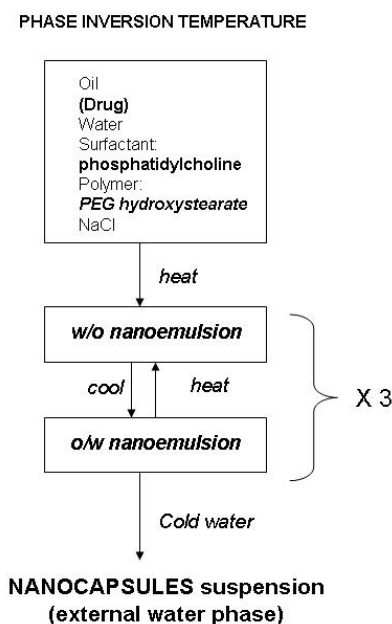 PHASE INVERSION TEMPERATURE
Oil
(Drug)
Water
Surfactant:
phosphatidylcholine
Polymer:
PEG hydroxystearate
NaCl
heat
w/o nanoemulsion
cool heat
X 3
o/w nanoemulsion
Cold water
NANOCAPSULES suspension
(external water phase)